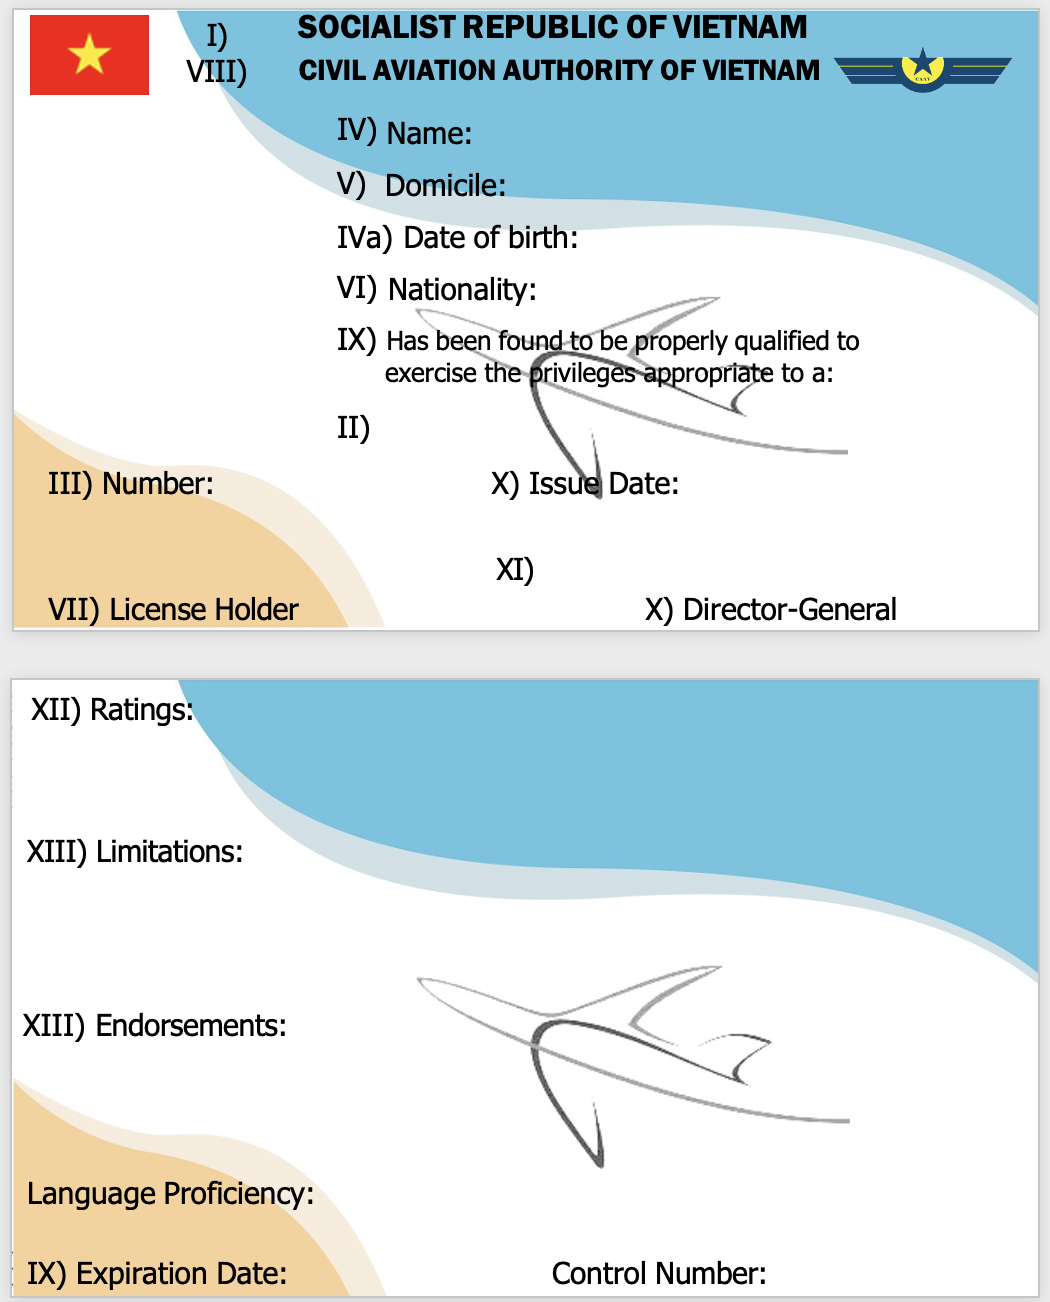 I) SOCIALIST REPUBLIC OF VIETNAM
VIII) CIVIL AVIATION AUTHORITY OF VIETNAM
CAAV
IV) Name:
V) Domicile:
IVa) Date of birth:
VI) Nationality:
IX) Has been found to be properly qualified to
exercise the privileges appropriate to a:
II)
III) Number:
X) Issue Date:
XI)
VII) License Holder
X) Director-General
XII) Ratings:
XIII) Limitations:
XIII) Endorsements:
Language Proficiency:
IX) Expiration Date:
Control Number: